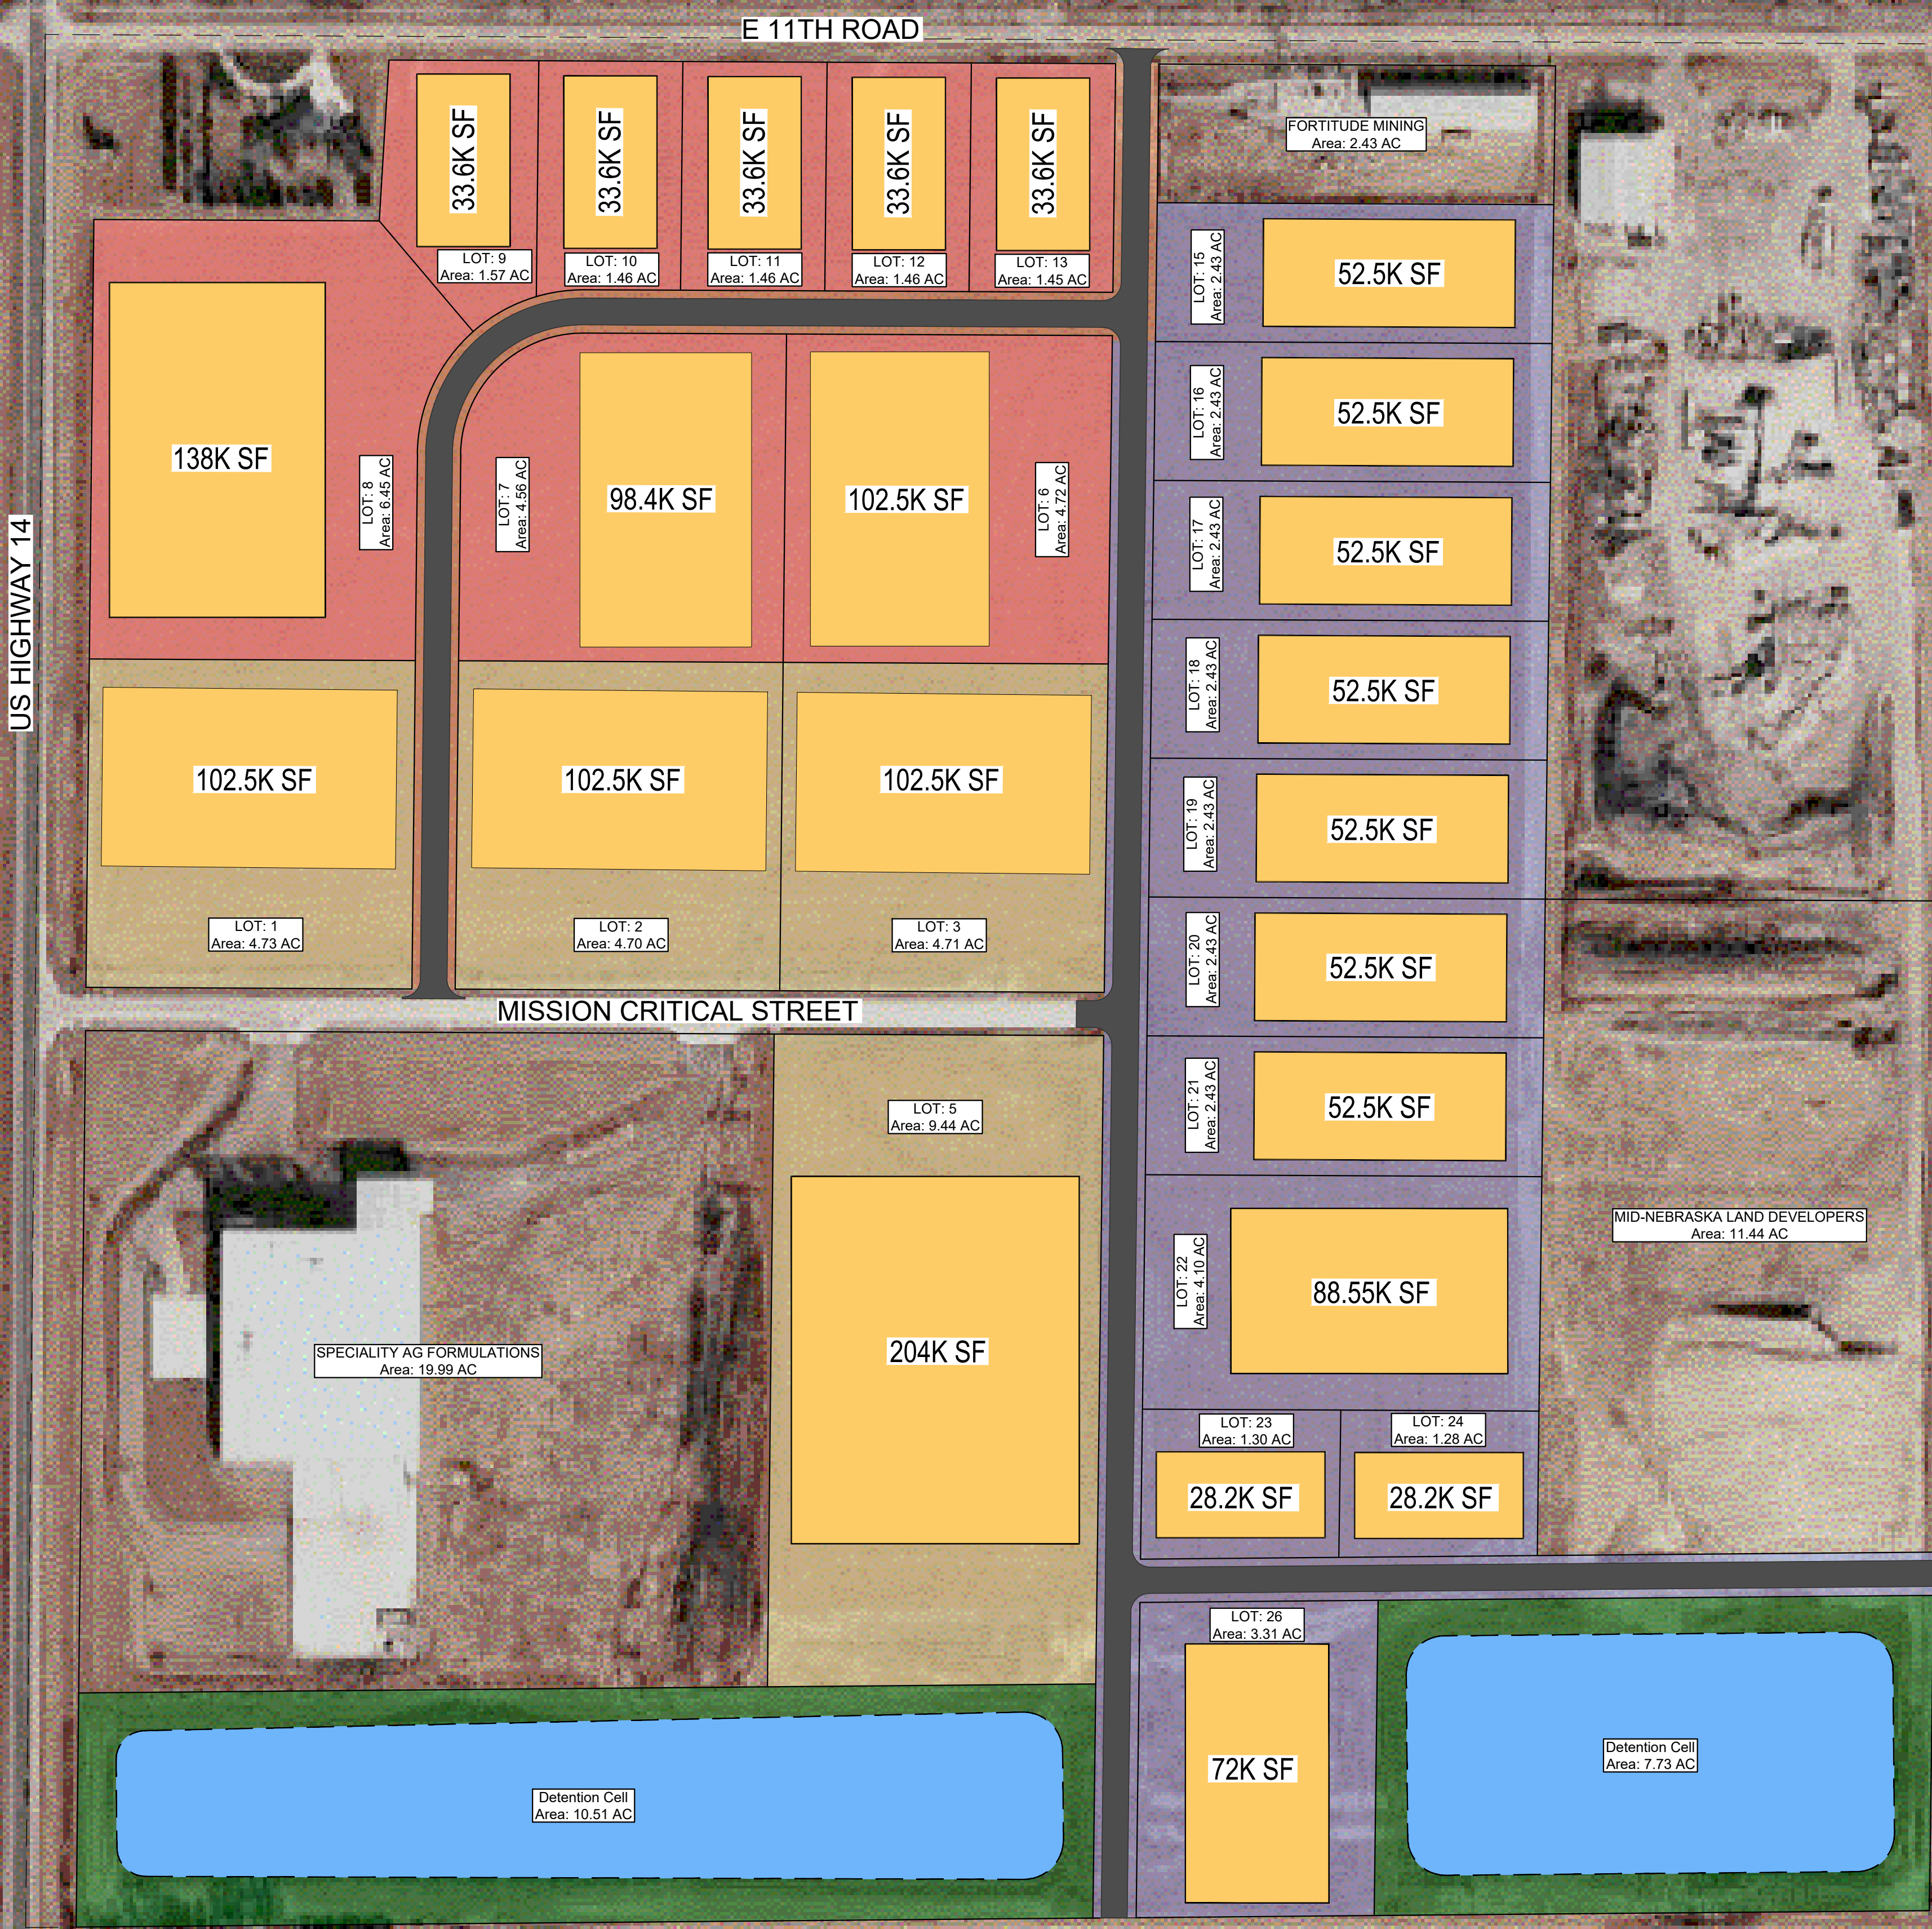 E 11TH ROAD
US HIGHWAY 14
33.6K SF
33.6K SF
33.6K SF
33.6K SF
33.6K SF
LOT: 9
Area: 1.57 AC
LOT: 10
Area: 1.46 AC
LOT: 11
Area: 1.46 AC
LOT: 12
Area: 1.46 AC
LOT: 13
Area: 1.45 AC
FORTITUDE MINING
Area: 2.43 AC
LOT: 15
Area: 2.43 AC
52.5K SF
LOT: 16
Area: 2.43 AC
52.5K SF
138K SF
LOT: 8
Area: 6.45 AC
LOT: 7
Area: 4.56 AC
98.4K SF
102.5K SF
LOT: 6
Area: 4.72 AC
LOT: 17
Area: 2.43 AC
52.5K SF
LOT: 18
Area: 2.43 AC
52.5K SF
102.5K SF
102.5K SF
102.5K SF
LOT: 19
Area: 2.43 AC
52.5K SF
LOT: 1
Area: 4.73 AC
LOT: 2
Area: 4.70 AC
LOT: 3
Area: 4.71 AC
LOT: 20
Area: 2.43 AC
52.5K SF
MISSION CRITICAL STREET
LOT: 5
Area: 9.44 AC
LOT: 21
Area: 2.43 AC
52.5K SF
MID-NEBRASKA LAND DEVELOPERS
Area: 11.44 AC
LOT: 22
Area: 4.10 AC
88.55K SF
SPECIALITY AG FORMULATIONS
Area: 19.99 AC
204K SF
LOT: 23
Area: 1.30 AC
LOT: 24
Area: 1.28 AC
28.2K SF
28.2K SF
LOT: 26
Area: 3.31 AC
72K SF
Detention Cell
Area: 7.73 AC
Detention Cell
Area: 10.51 AC